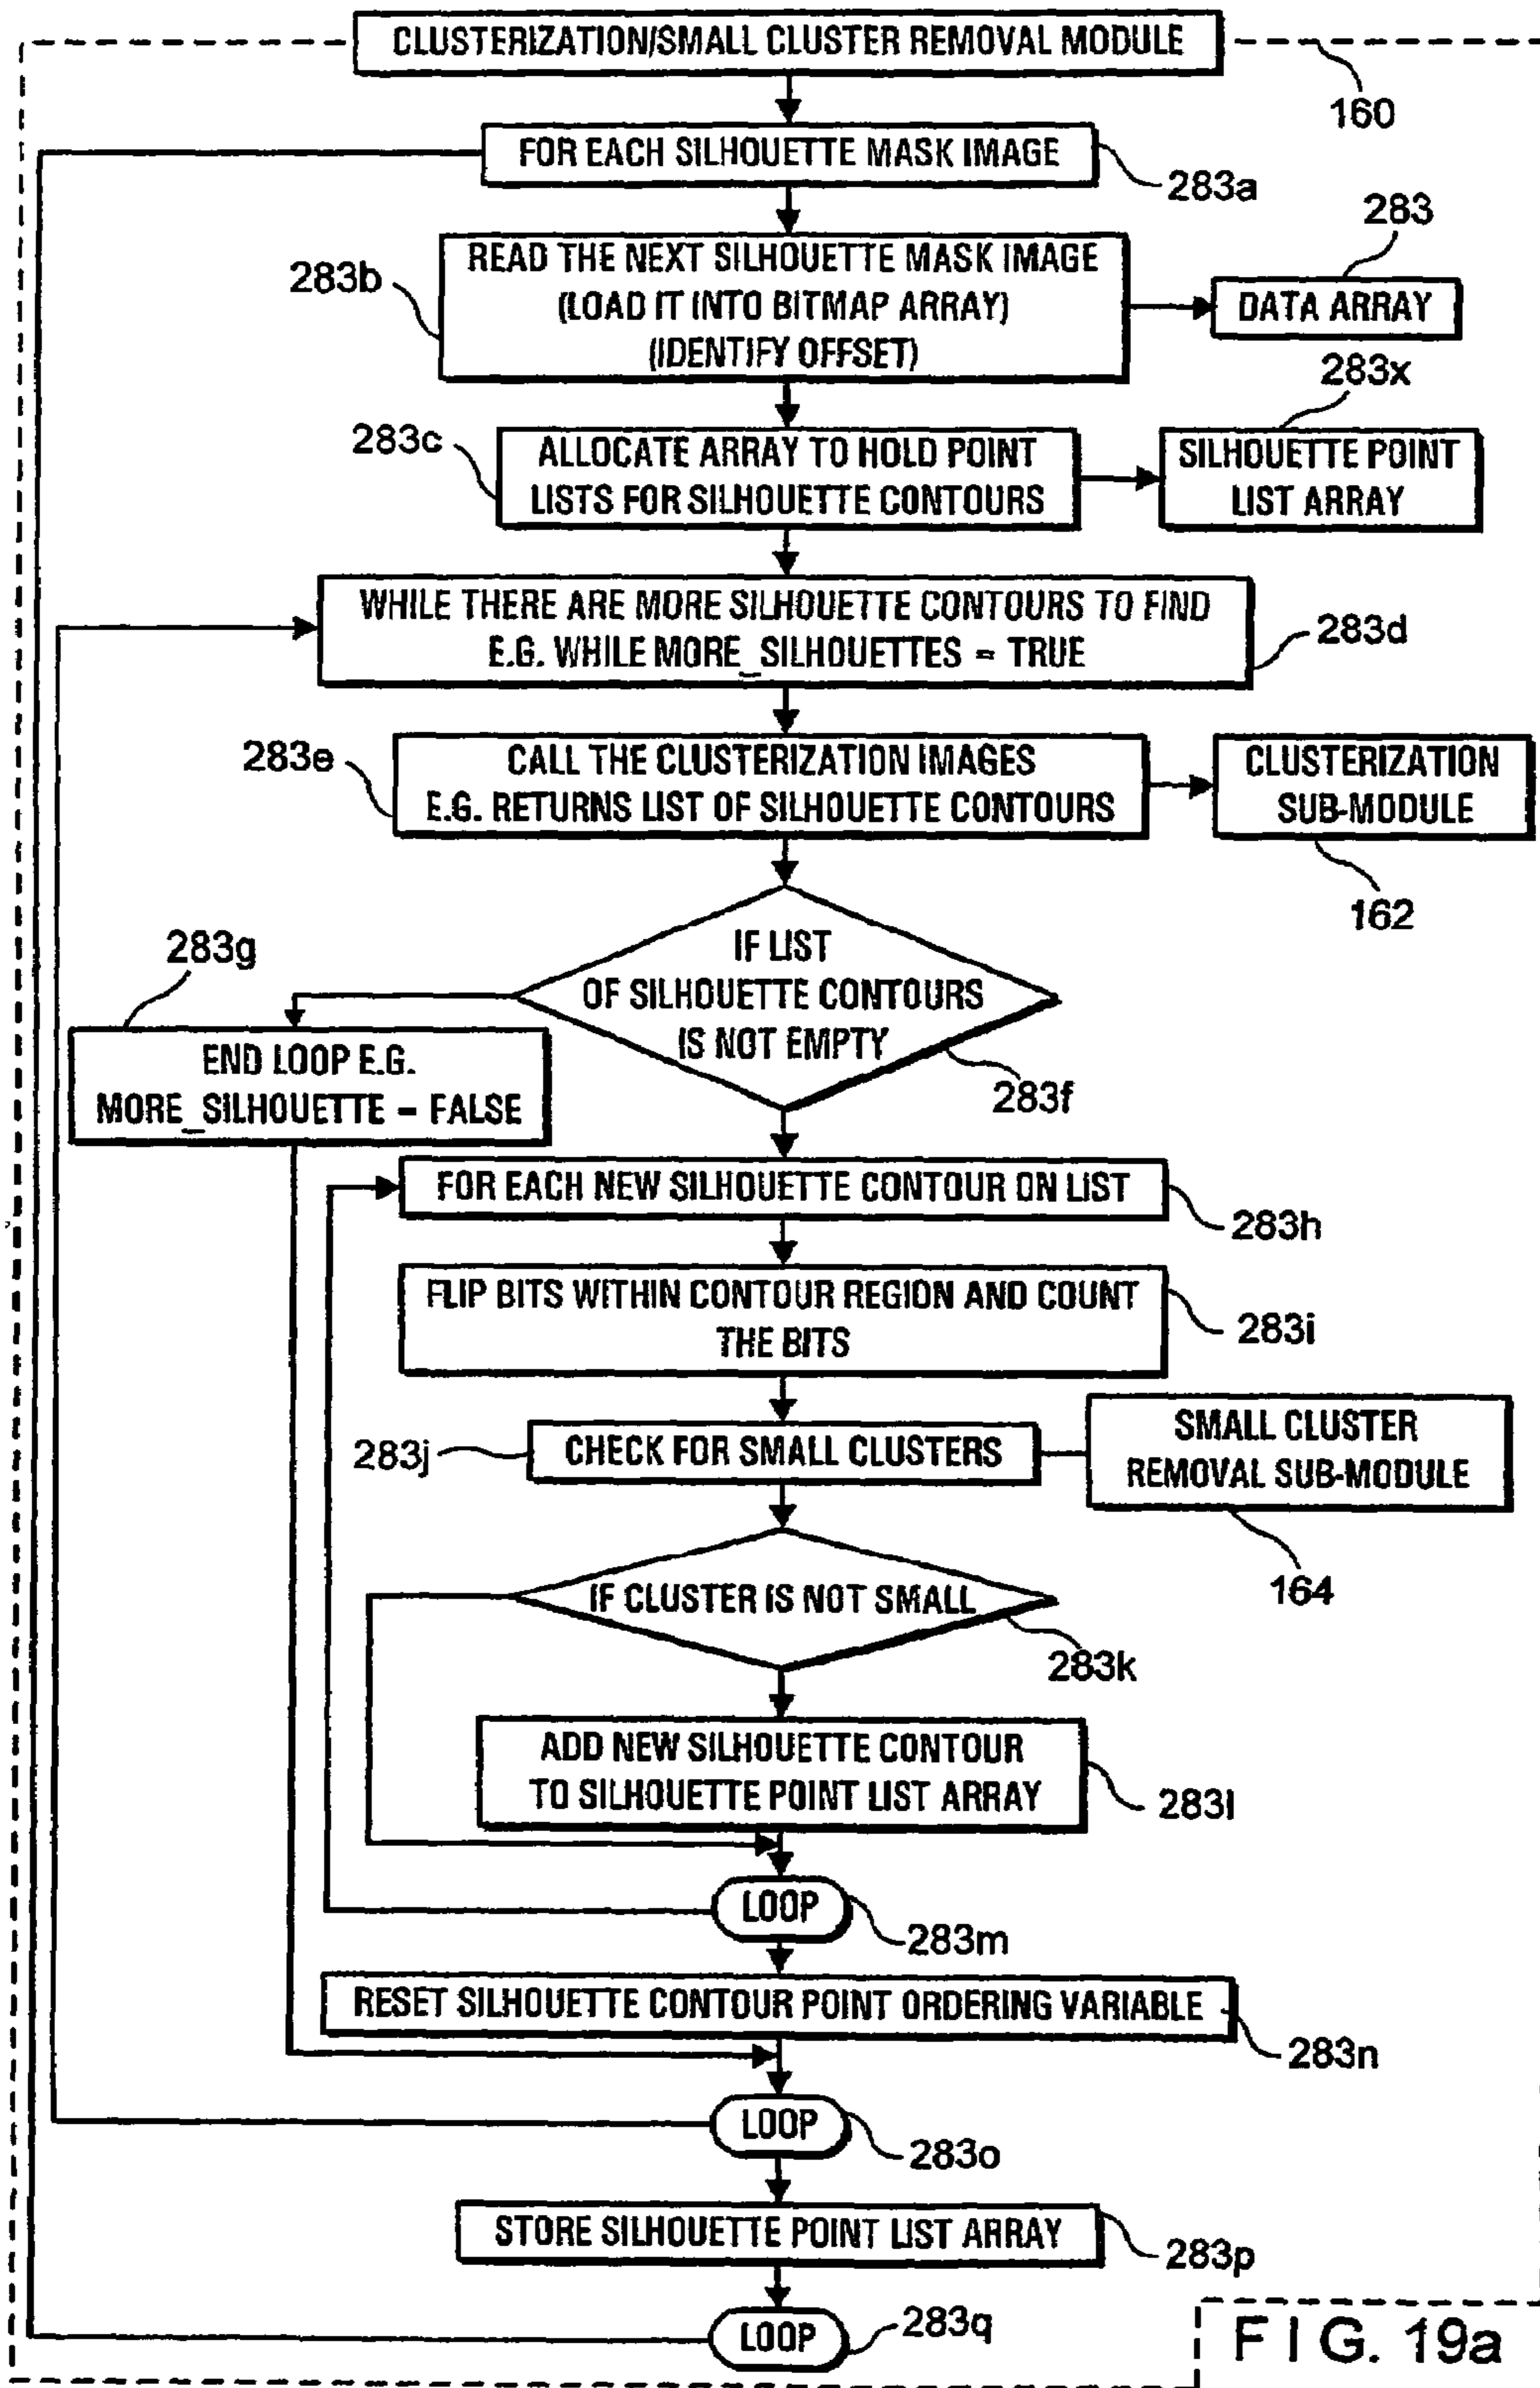 CLUSTERIZATION/SMALL CLUSTER REMOVAL MODULE
160
FOR EACH SILHOUETTE MASK IMAGE
283a
READ THE NEXT SILHOUETTE MASK IMAGE
(LOAD IT INTO BITMAP ARRAY)
(IDENTIFY OFFSET)
283b
283
DATA ARRAY
283x
283c
ALLOCATE ARRAY TO HOLD POINT
LISTS FOR SILHOUETTE CONTOURS
SILHOUETTE POINT
LIST ARRAY
WHILE THERE ARE MORE SILHOUETTE CONTOURS TO FIND
E.G. WHILE MORE_SILHOUETTES = TRUE
283d
283e
CALL THE CLUSTERIZATION IMAGES
E.G. RETURNS LIST OF SILHOUETTE CONTOURS
CLUSTERIZATION
SUB-MODULE
162
IF LIST
OF SILHOUETTE CONTOURS
IS NOT EMPTY
283f
283g
END LOOP E.G.
MORE_SILHOUETTE = FALSE
FOR EACH NEW SILHOUETTE CONTOUR ON LIST
283h
FLIP BITS WITHIN CONTOUR REGION AND COUNT
THE BITS
283i
283j
CHECK FOR SMALL CLUSTERS
SMALL CLUSTER
REMOVAL SUB-MODULE
164
IF CLUSTER IS NOT SMALL
283k
ADD NEW SILHOUETTE CONTOUR
TO SILHOUETTE POINT LIST ARRAY
283l
LOOP
283m
RESET SILHOUETTE CONTOUR POINT ORDERING VARIABLE
283n
LOOP
283o
STORE SILHOUETTE POINT LIST ARRAY
283p
LOOP
283q
FIG. 19a